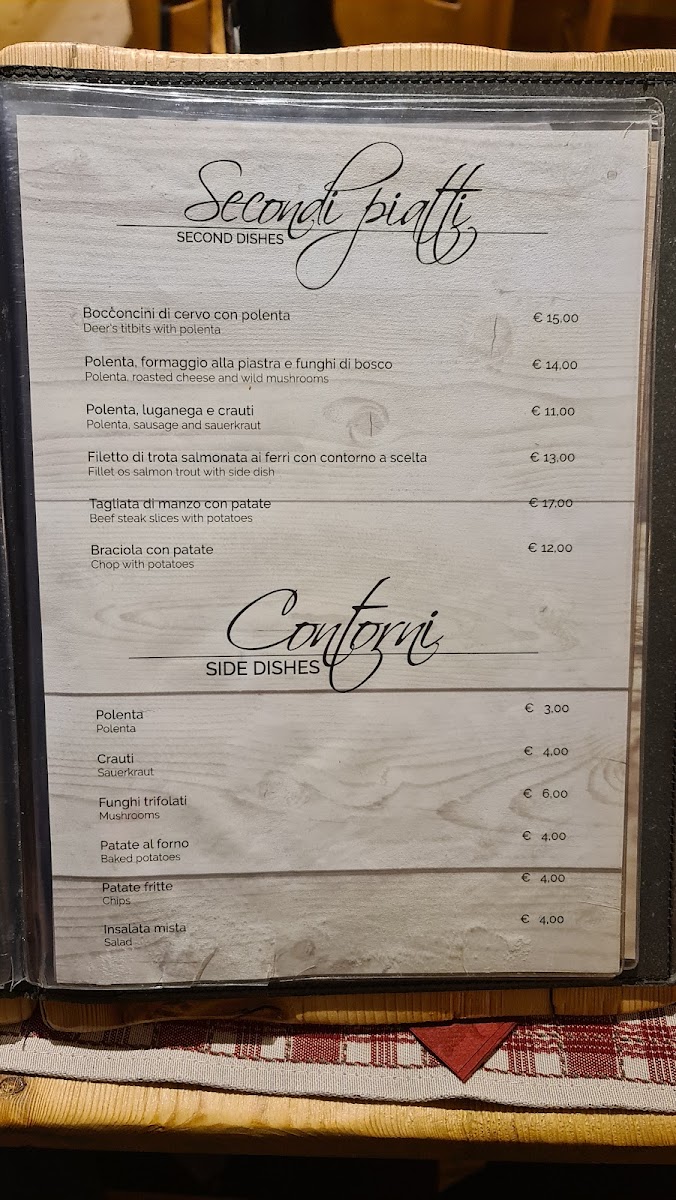 Secondi piatti
SECOND DISHES
Bocconcini di cervo con polenta € 15,00
Deer's titbits with polenta
Polenta, formaggio alla piastra e funghi di bosco € 14,00
Polenta, roasted cheese and wild mushrooms
Polenta, luganega e crauti € 11,00
Polenta, sausage and sauerkraut
Filetto di trota salmonata ai ferri con contorno a scelta € 13,00
Fillet os salmon trout with side dish
Tagliata di manzo con patate € 17,00
Beef steak slices with potatoes
Braciola con patate € 12,00
Chop with potatoes
Contorni
SIDE DISHES
Polenta € 3,00
Polenta
Crauti € 4,00
Sauerkraut
Funghi trifolati € 6,00
Mushrooms
Patate al forno € 4,00
Baked potatoes
Patate fritte € 4,00
Chips
Insalata mista € 4,00
Salad